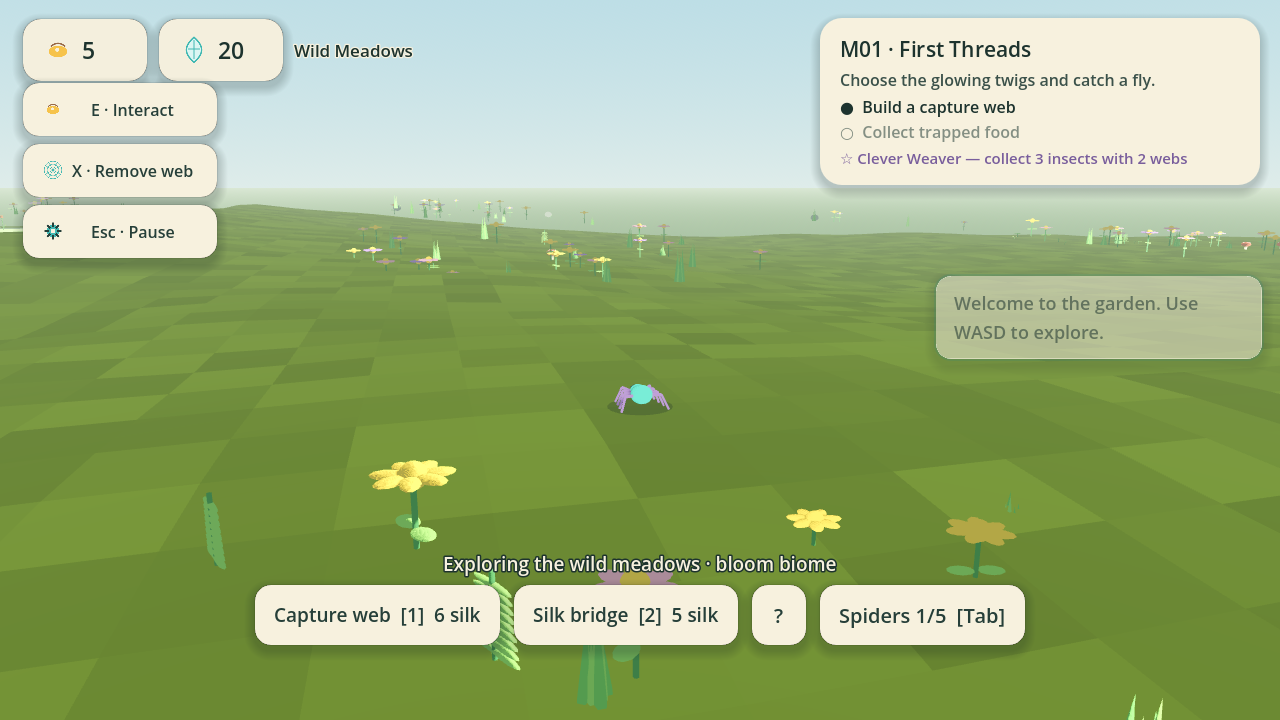 5
20
Wild Meadows
E · Interact
X · Remove web
Esc · Pause
M01 · First Threads
Choose the glowing twigs and catch a fly.
● Build a capture web
○ Collect trapped food
☆ Clever Weaver — collect 3 insects with 2 webs
Welcome to the garden. Use
WASD to explore.
Exploring the wild meadows · bloom biome
Capture web [1] 6 silk
Silk bridge [2] 5 silk
?
Spiders 1/5 [Tab]